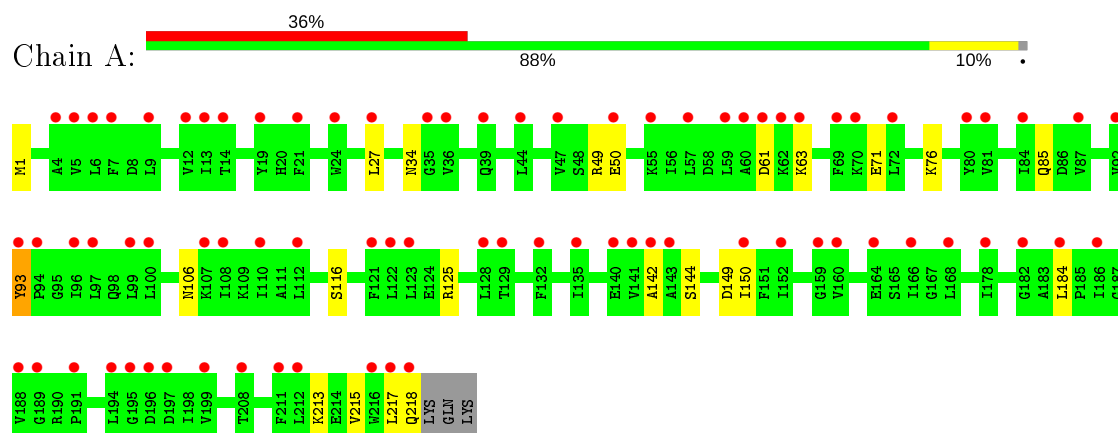 36%
Chain A:
88% 10% •
M1 A4 V5 L6 F7 D8 L9 V12 I13 T14 Y19 H20 F21 W24 L27 N34 G35 V36 Q39 L44 V47 S48 R49 E50 K55 I56 L57 D58 L59 A60 D61 K62 K63 F69 K70 E71 L72 K76 Y80 V81 I84 Q85 D86 V87
Y93 P94 G95 I96 L97 Q98 L99 L100 N106 K107 I108 K109 I110 A111 L112 S116 F121 L122 L123 E124 R125 L128 T129 F132 I135 E140 V141 A142 A143 S144 D149 I150 F151 I152 G159 V160 E164 S165 I166 G167 L168 I178 G182 A183 L184 P185 I186
V188 G189 R190 P191 L194 G195 D196 D197 I198 V199 T208 F211 L212 K213 E214 V215 W216 L217 Q218 LYS GLN LYS